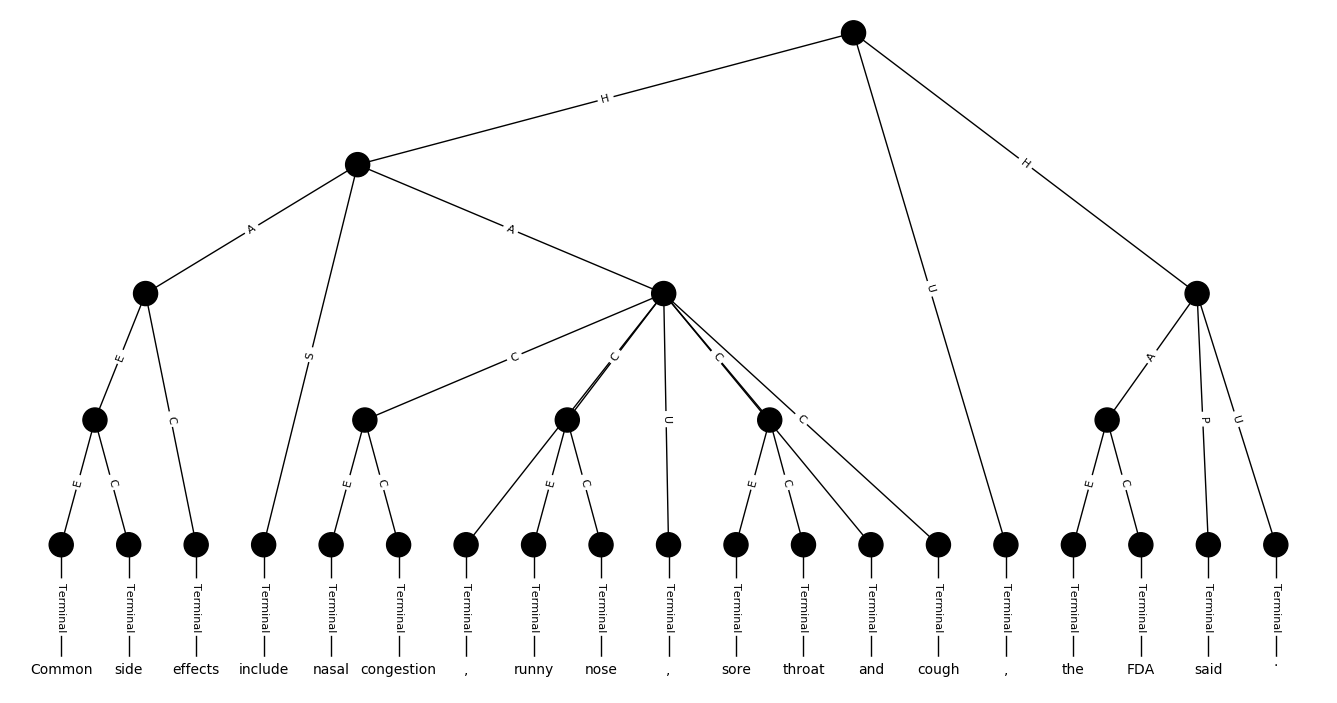 H
H
A
A
U
E
S
C
C
C
A
C
C
U
P
U
E
C
E
C
E
C
E
C
E
C
Terminal Terminal Terminal Terminal Terminal Terminal Terminal Terminal Terminal Terminal Terminal Terminal Terminal Terminal Terminal Terminal Terminal Terminal Terminal
Common side effects include nasal congestion , runny nose , sore throat and cough , the FDA said .